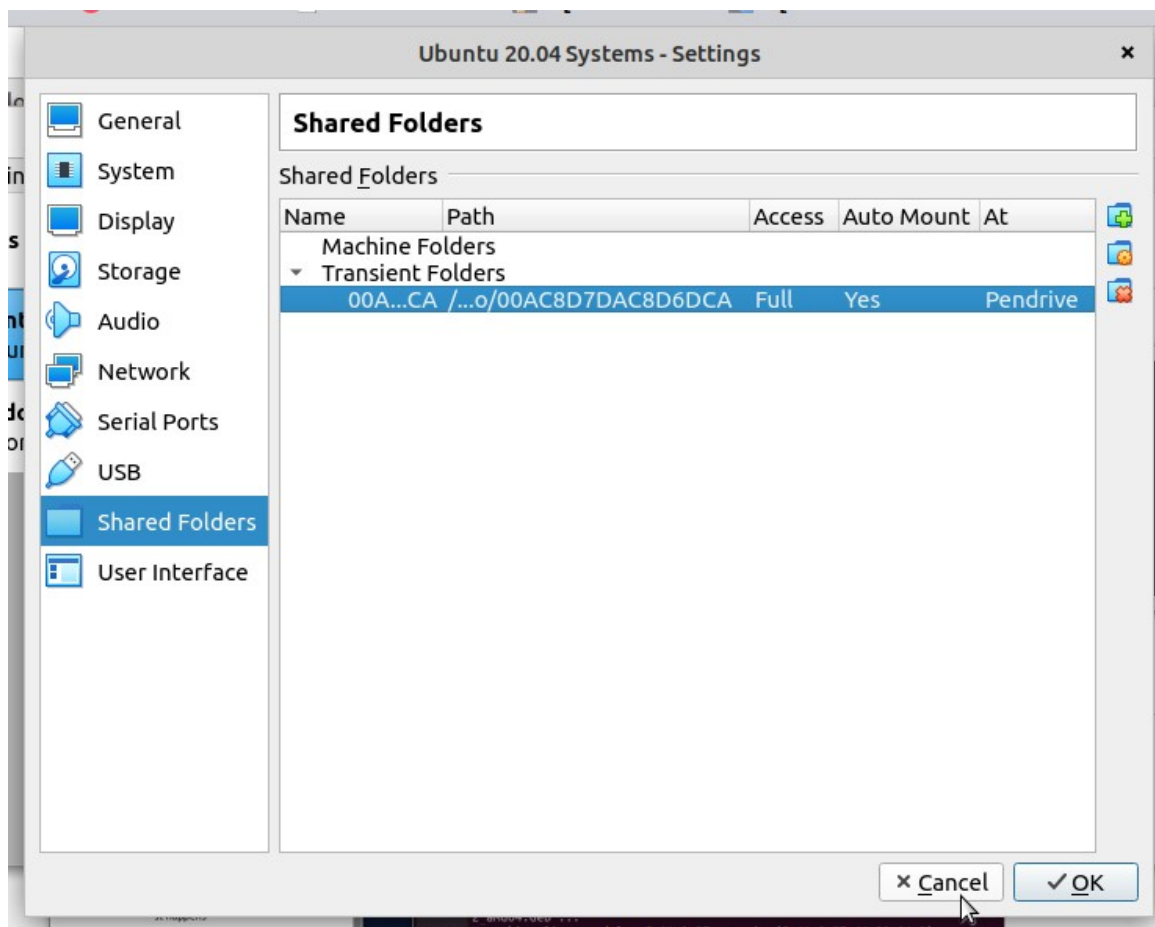 Ubuntu 20.04 Systems - Settings
General
System
Display
Storage
Audio
Network
Serial Ports
USB
Shared Folders
User Interface
Shared Folders
Shared Folders
Name Path Access Auto Mount At
Machine Folders
Transient Folders
00A...CA /...o/00AC8D7DAC8D6DCA Full Yes Pendrive
Cancel OK